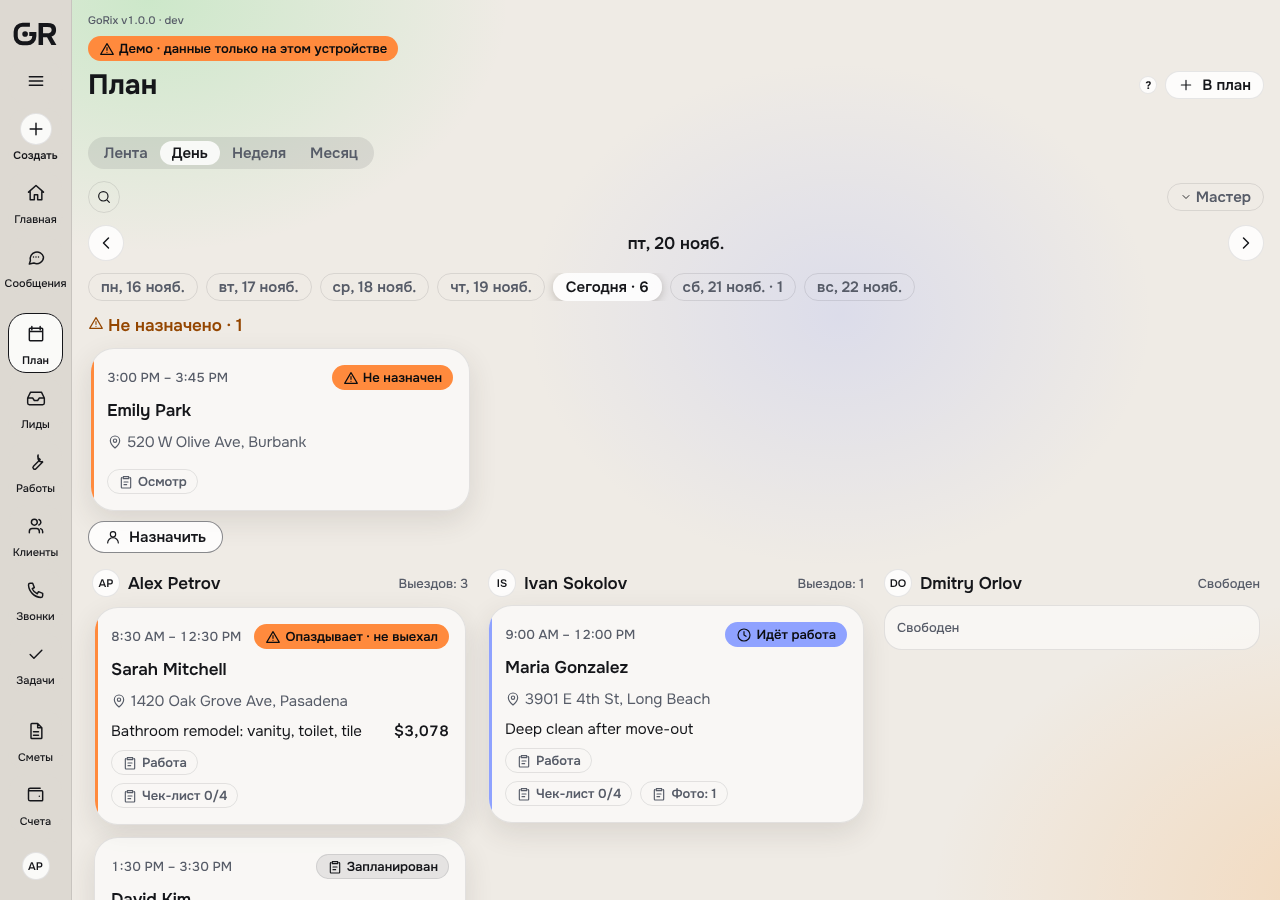 GR
Создать
Главная
Сообщения
План
Лиды
Работы
Клиенты
Звонки
Задачи
Сметы
Счета
AP
GoRix v1.0.0 · dev
Демо · данные только на этом устройстве
План
?
В план
Лента День Неделя Месяц
Мастер
пт, 20 нояб.
пн, 16 нояб. вт, 17 нояб. ср, 18 нояб. чт, 19 нояб. Сегодня · 6 сб, 21 нояб. · 1 вс, 22 нояб.
Не назначено · 1
3:00 PM – 3:45 PM Не назначен
Emily Park
520 W Olive Ave, Burbank
Осмотр
Назначить
AP Alex Petrov Выездов: 3
8:30 AM – 12:30 PM Опаздывает · не выехал
Sarah Mitchell
1420 Oak Grove Ave, Pasadena
Bathroom remodel: vanity, toilet, tile $3,078
Работа
Чек-лист 0/4
1:30 PM – 3:30 PM Запланирован
David Kim
IS Ivan Sokolov Выездов: 1
9:00 AM – 12:00 PM Идёт работа
Maria Gonzalez
3901 E 4th St, Long Beach
Deep clean after move-out
Работа
Чек-лист 0/4 Фото: 1
DO Dmitry Orlov Свободен
Свободен